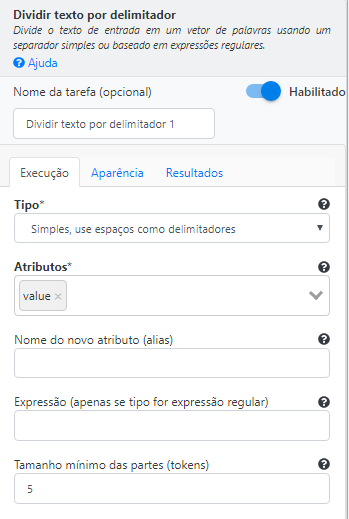 Dividir texto por delimitador
Divide o texto de entrada em um vetor de palavras usando um
separador simples ou baseado em expressões regulares.
Ajuda
Nome da tarefa (opcional)
Habilitado
Dividir texto por delimitador 1
Execução Aparência Resultados
Tipo*
Simples, use espaços como delimitadores
Atributos*
value ×
Nome do novo atributo (alias)
Expressão (apenas se tipo for expressão regular)
Tamanho mínimo das partes (tokens)
5